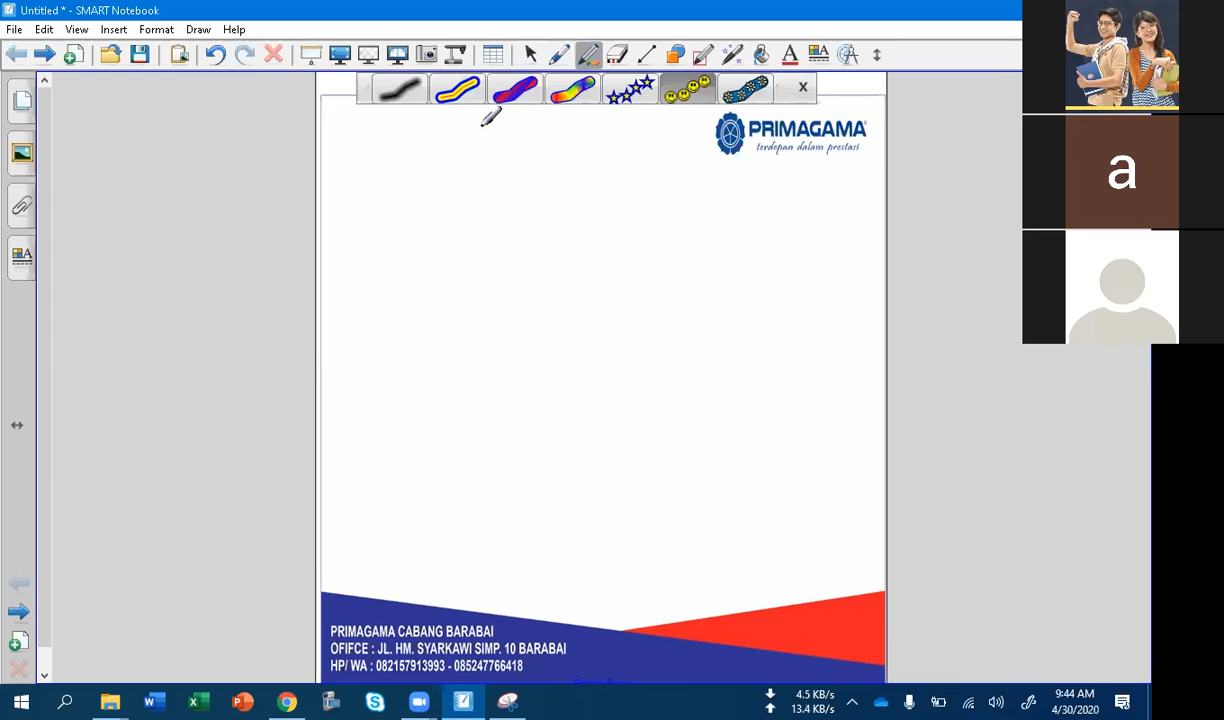 Untitled * - SMART Notebook
File Edit View Insert Format Draw Help
A
x
PRIMAGAMA
terdepan dalam prestasi
a
PRIMAGAMA CABANG BARABAI
OFIFCE : JL. HM. SYARKAWI SIMP. 10 BARABAI
HP/ WA : 082157913993 - 085247766418
4.5 KB/s
13.4 KB/s
9:44 AM
4/30/2020